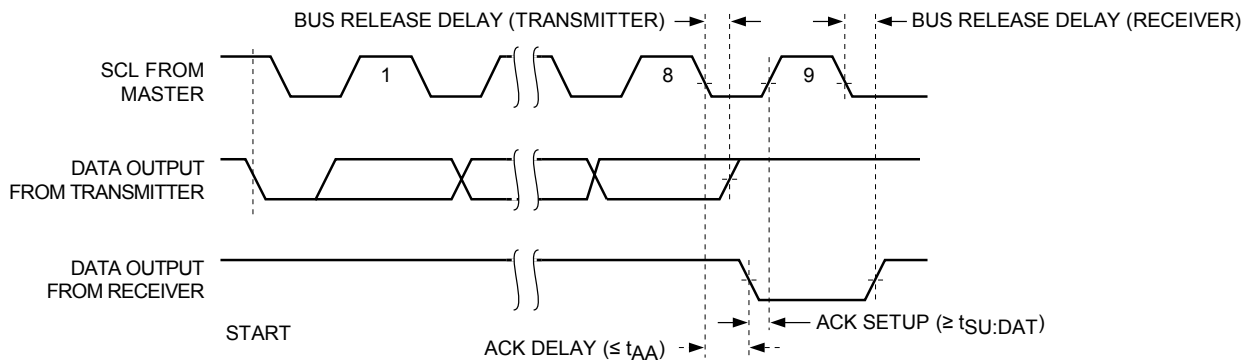 BUS RELEASE DELAY (TRANSMITTER)
BUS RELEASE DELAY (RECEIVER)
SCL FROM
MASTER
1
8
9
DATA OUTPUT
FROM TRANSMITTER
DATA OUTPUT
FROM RECEIVER
START
ACK SETUP (≥ tSU:DAT)
ACK DELAY (≤ tAA)